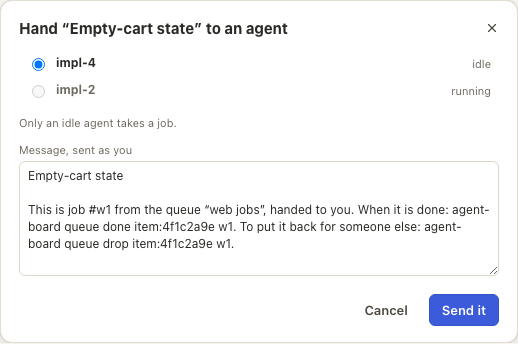 Hand “Empty-cart state” to an agent
impl-4 idle
impl-2 running
Only an idle agent takes a job.
Message, sent as you
Empty-cart state
This is job #w1 from the queue “web jobs”, handed to you. When it is done: agent-
board queue done item:4f1c2a9e w1. To put it back for someone else: agent-
board queue drop item:4f1c2a9e w1.
Cancel Send it